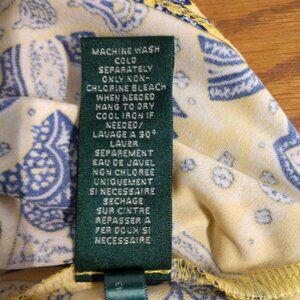 MACHINE WASH
COLD
SEPARATELY
ONLY NON-
CHLORINE BLEACH
WHEN NEEDED
HANG TO DRY
COOL IRON IF
NEEDED/
LAVAGE A 30°
LAVER
SEPAREMENT
EAU DE JAVEL
NON CHLOREE
UNIQUEMENT
SI NECESSAIRE
SECHAGE
SUR CINTRE
REPASSER A
FER DOUX SI
NECESSAIRE